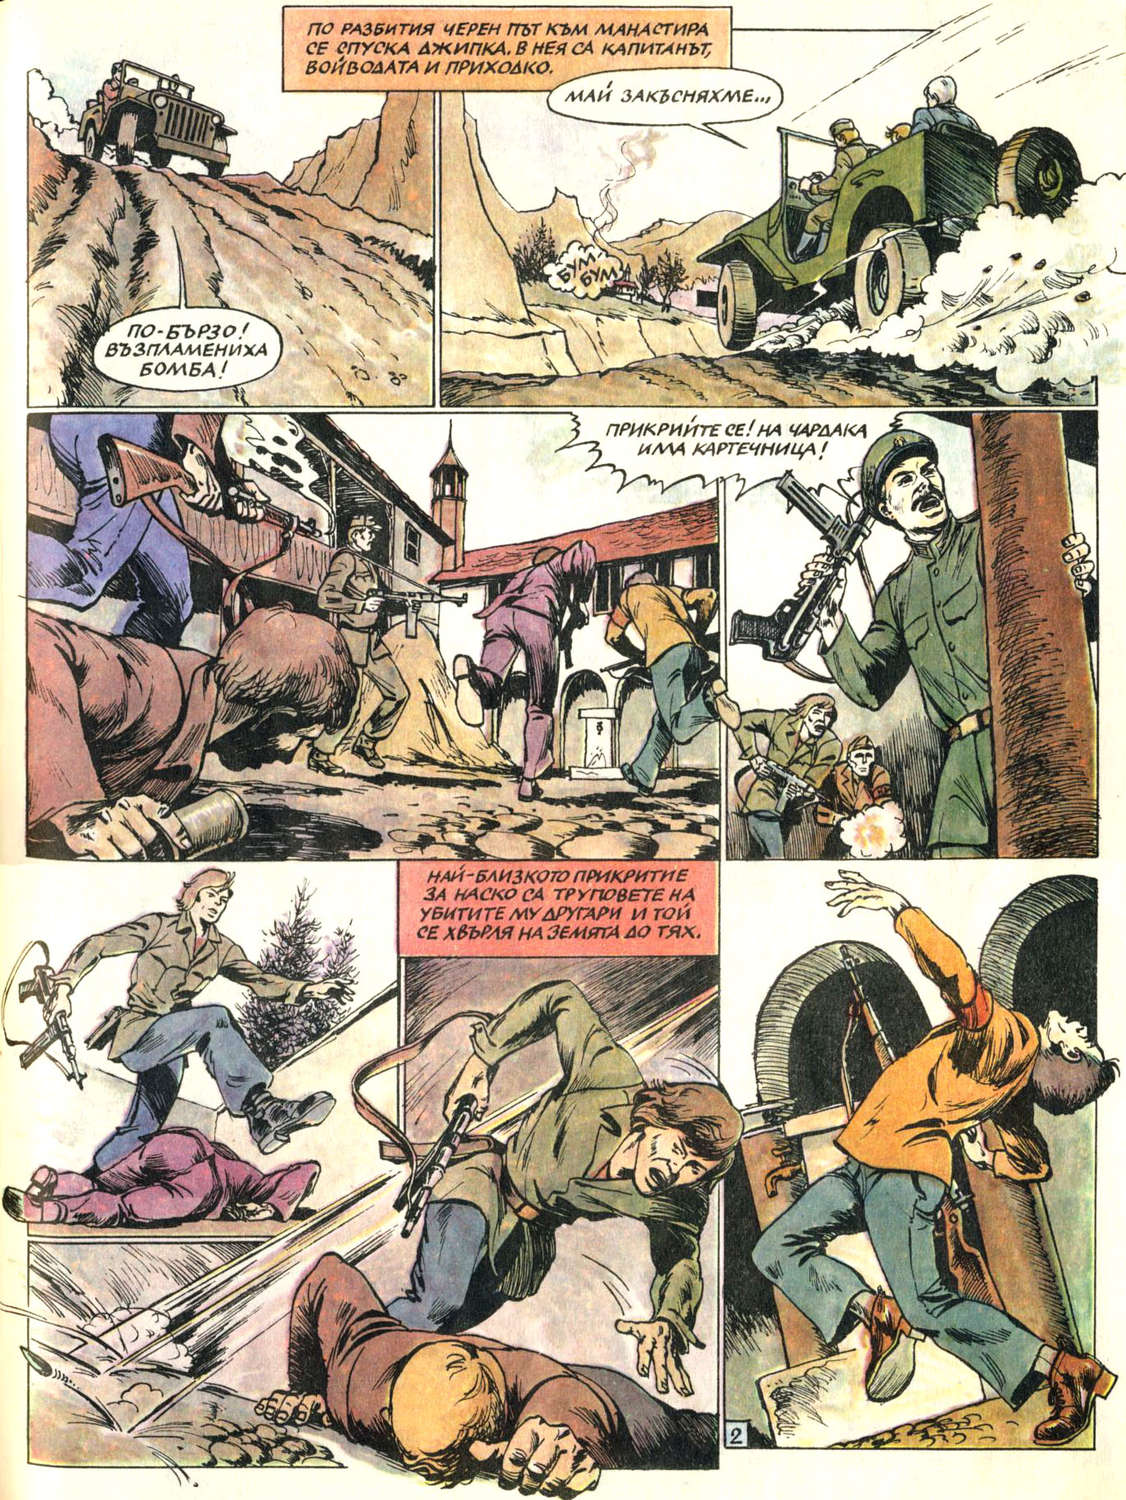 ПО РАЗБИТИЯ ЧЕРЕН ПЪТ КЪМ МАНАСТИРА
СЕ СПУСКА ДЖИПКА. В НЕЯ СА КАПИТАНЪТ,
ВОЙВОДАТА И ПРИХОДКО.
ПО-БЪРЗО!
ВЪЗПЛАМЕНИХА
БОМБА!
МАЙ ЗАКЪСНЯХМЕ...
БУМ
БУМ
ПРИКРИЙТЕ СЕ! НА ЧАРДАКА
ИМА КАРТЕЧНИЦА!
НАЙ-БЛИЗКОТО ПРИКРИТИЕ
ЗА НАСКО СА ТРУПОВЕТЕ НА
УБИТИТЕ МУ ДРУГАРИ И ТОЙ
СЕ ХВЪРЛЯ НА ЗЕМЯТА ДО ТЯХ.
2